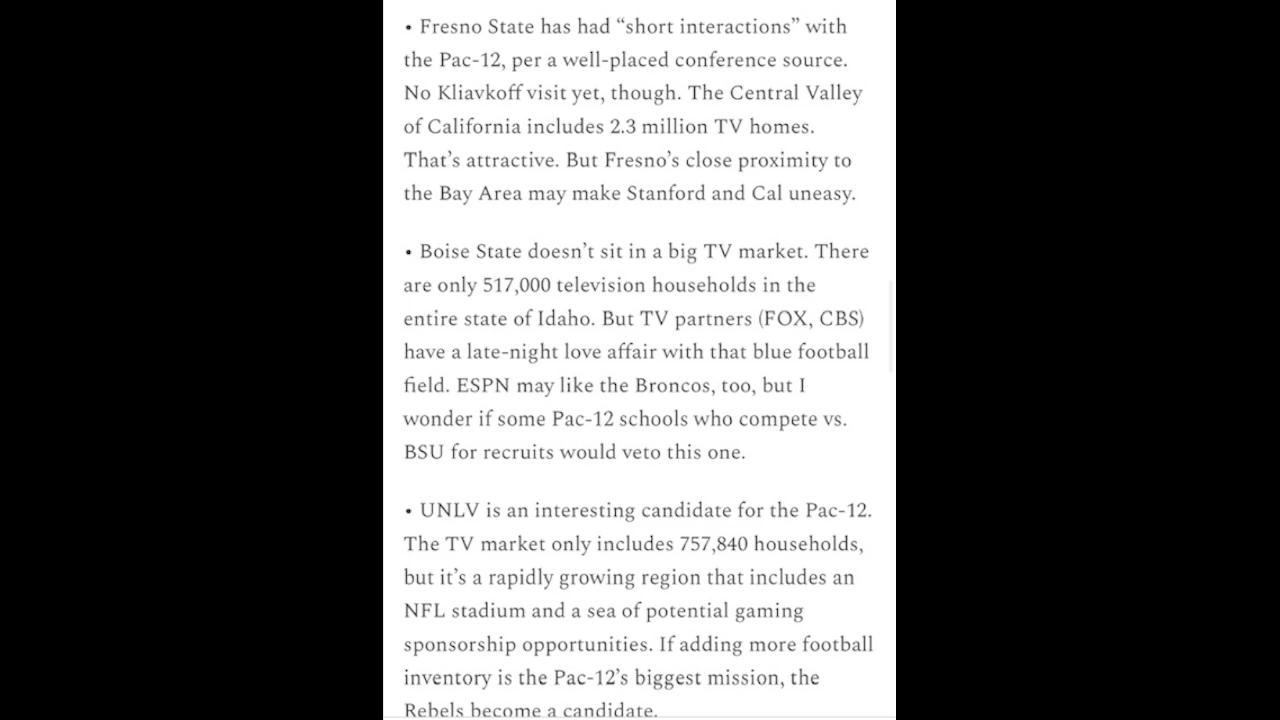 • Fresno State has had “short interactions” with
the Pac-12, per a well-placed conference source.
No Kliavkoff visit yet, though. The Central Valley
of California includes 2.3 million TV homes.
That’s attractive. But Fresno’s close proximity to
the Bay Area may make Stanford and Cal uneasy.
• Boise State doesn’t sit in a big TV market. There
are only 517,000 television households in the
entire state of Idaho. But TV partners (FOX, CBS)
have a late-night love affair with that blue football
field. ESPN may like the Broncos, too, but I
wonder if some Pac-12 schools who compete vs.
BSU for recruits would veto this one.
• UNLV is an interesting candidate for the Pac-12.
The TV market only includes 757,840 households,
but it’s a rapidly growing region that includes an
NFL stadium and a sea of potential gaming
sponsorship opportunities. If adding more football
inventory is the Pac-12’s biggest mission, the
Rebels become a candidate.